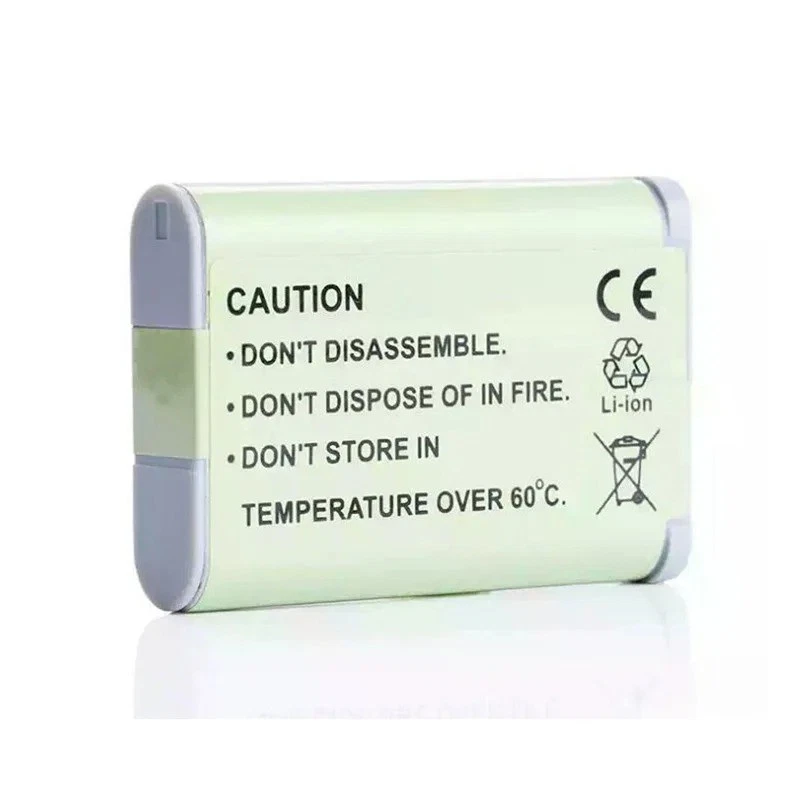 CAUTION
CE
• DON'T DISASSEMBLE.
• DON'T DISPOSE OF IN FIRE.
Li-ion
• DON'T STORE IN
TEMPERATURE OVER 60°C.